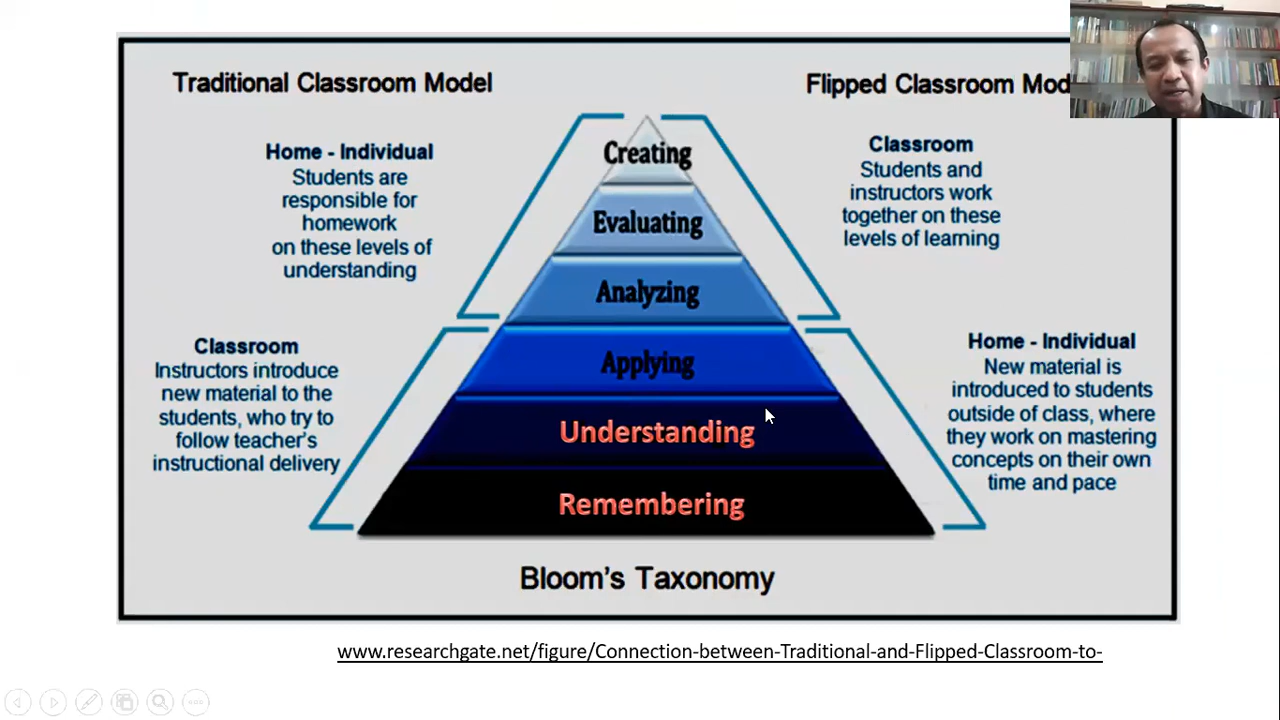 Traditional Classroom Model
Flipped Classroom
Home - Individual
Students are
responsible for
homework
on these levels of
understanding
Classroom
Instructors introduce
new material to the
students, who try to
follow teacher's
instructional delivery
Creating
Evaluating
Analyzing
Applying
Understanding
Remembering
Classroom
Students and
instructors work
together on these
levels of learning
Home - Individual
New material is
introduced to students
outside of class, where
they work on mastering
concepts on their own
time and pace
Bloom's Taxonomy
www.researchgate.net/figure/Connection-between-Traditional-and-Flipped-Classroom-to-